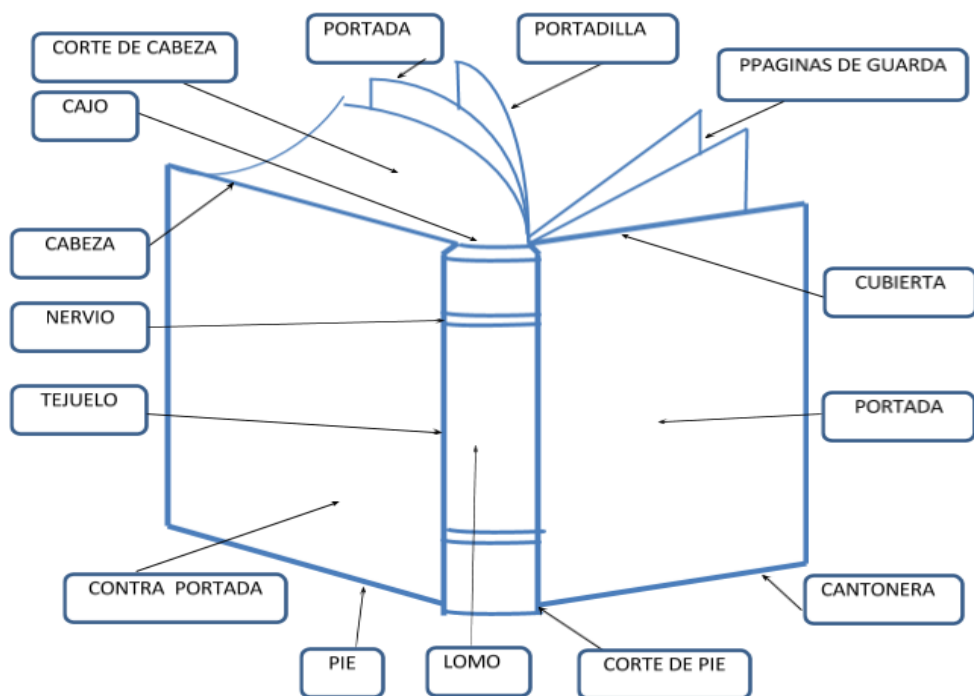 PORTADA
PORTADILLA
CORTE DE CABEZA
PPAGINAS DE GUARDA
CAJO
CABEZA
CUBIERTA
NERVIO
TEJUELO
PORTADA
CONTRA PORTADA
CANTONERA
PIE
LOMO
CORTE DE PIE